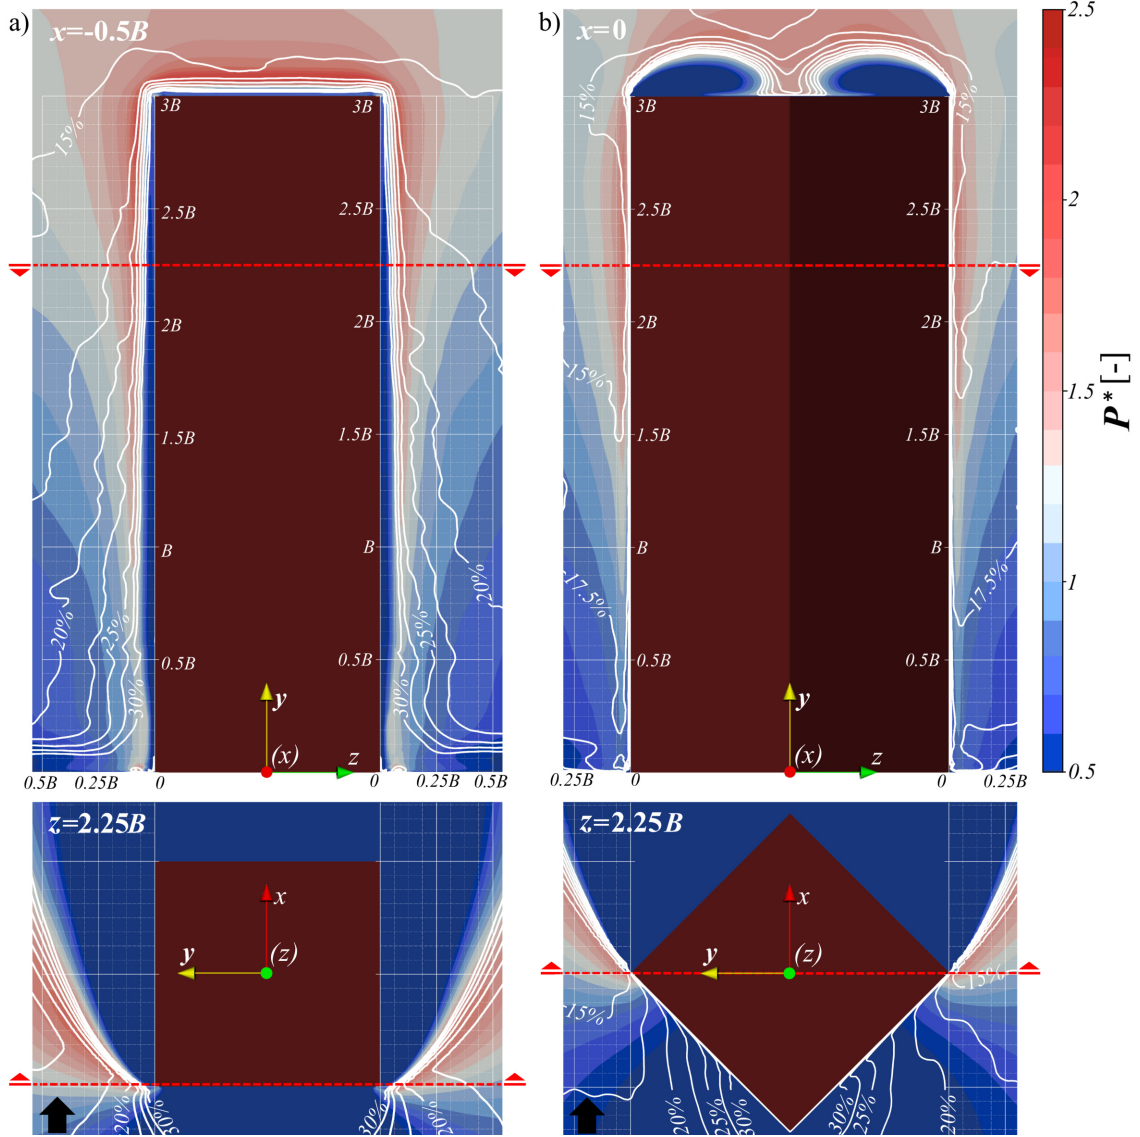 a) x=-0.5B
15%
3B
2.5B 2.5B
2B 2B
1.5B 1.5B
B B
20% 25% 30% 0.5B 0.5B 30% 25% 20%
y
(x) z
0.5B 0.25B 0 0 0.25B 0.5B
b) x=0
15% 3B 3B 15%
2.5B 2.5B
2B 2B
15%
1.5B 1.5B
B B
17.5% 17.5%
0.5B 0.5B
y
(x) z
0.25B 0 0 0.25B
2.5
2
1.5
1
0.5
P* [-]
z=2.25B
x
y (z)
20% 30% 30% 20%
z=2.25B
x
y (z)
15% 15%
20% 25% 30% 30% 25% 20%